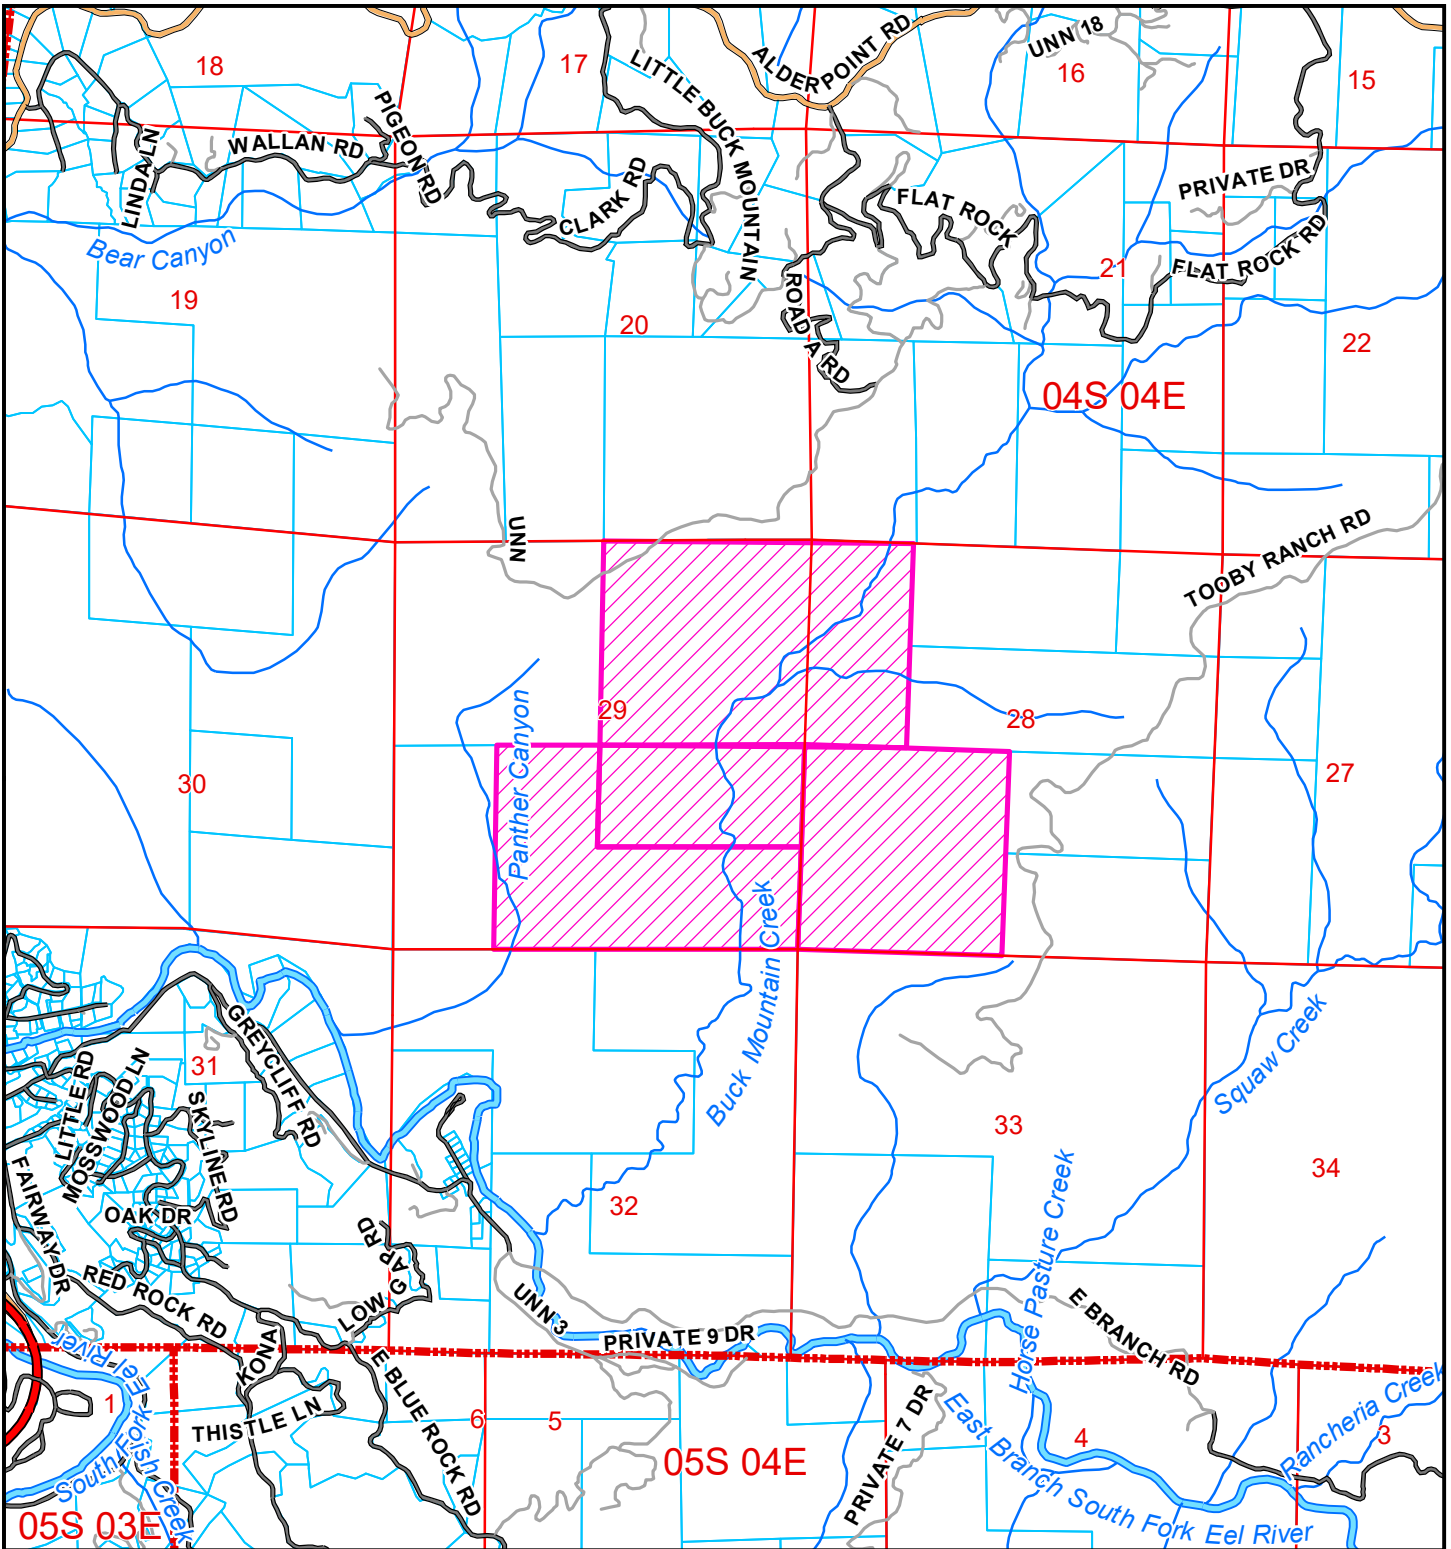 18
17
16
15
LITTLE BUCK MOUNTAIN
ALDERPOINT RD
UNN 18
PIGEON RD
WALLAN RD
LINDA LN
CLARK RD
FLAT ROCK
PRIVATE DR
FLAT ROCK RD
Bear Canyon
19
20
21
22
ROAD A RD
04S 04E
UNN
TOOBY RANCH RD
29
28
27
30
Panther Canyon
Buck Mountain Creek
Squaw Creek
GREYCLIFF RD
31
LITTLE RD
MOSSWOOD LN
SKYLINE RD
33
34
32
FAIRWAY DR
OAK DR
LOW GAP RD
RED ROCK RD
KONA
UNN 3
PRIVATE 9 DR
Horse Pasture Creek
E BRANCH RD
South Fork Eel River
1
THISTLE LN
E BLUE ROCK RD
6
5
PRIVATE 7 DR
4
3
Rancheria Creek
East Branch South Fork Eel River
05S 04E
05S 03E